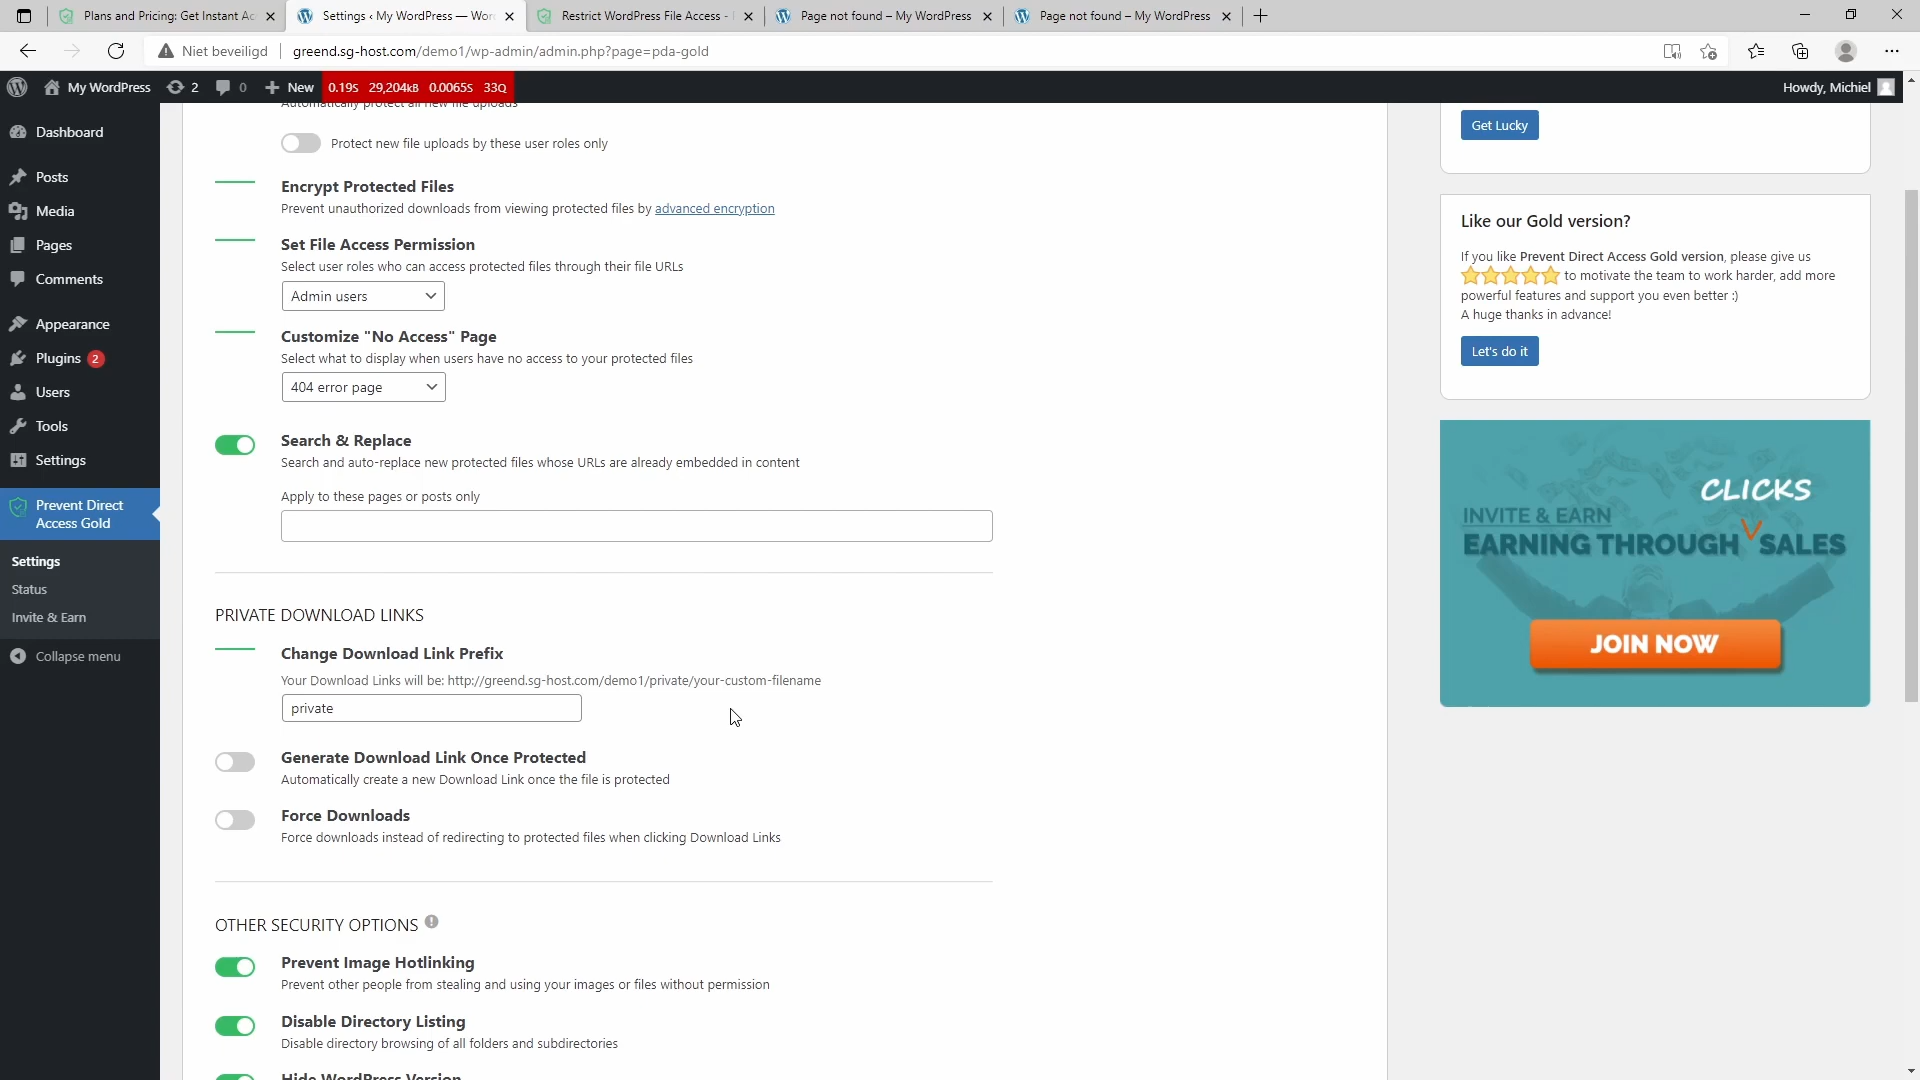 Plans and Pricing: Get Instant Ac
Settings ‹ My WordPress — Wor
Restrict WordPress File Access -
Page not found – My WordPress
Page not found – My WordPress
Niet beveiligd
greend.sg-host.com/demo1/wp-admin/admin.php?page=pda-gold
My WordPress
2
0
New
0.19S 29,204KB 0.0065S 33Q
Howdy, Michiel
Dashboard
Posts
Media
Pages
Comments
Appearance
Plugins 2
Users
Tools
Settings
Prevent Direct
Access Gold
Settings
Status
Invite & Earn
Collapse menu
Automatically protect all new file uploads
Protect new file uploads by these user roles only
Encrypt Protected Files
Prevent unauthorized downloads from viewing protected files by advanced encryption
Set File Access Permission
Select user roles who can access protected files through their file URLs
Admin users
Customize "No Access" Page
Select what to display when users have no access to your protected files
404 error page
Search & Replace
Search and auto-replace new protected files whose URLs are already embedded in content
Apply to these pages or posts only
PRIVATE DOWNLOAD LINKS
Change Download Link Prefix
Your Download Links will be: http://greend.sg-host.com/demo1/private/your-custom-filename
private
Generate Download Link Once Protected
Automatically create a new Download Link once the file is protected
Force Downloads
Force downloads instead of redirecting to protected files when clicking Download Links
OTHER SECURITY OPTIONS
Prevent Image Hotlinking
Prevent other people from stealing and using your images or files without permission
Disable Directory Listing
Disable directory browsing of all folders and subdirectories
Hide WordPress Version
Get Lucky
Like our Gold version?
If you like Prevent Direct Access Gold version, please give us
to motivate the team to work harder, add more
powerful features and support you even better :)
A huge thanks in advance!
Let's do it
CLICKS
INVITE & EARN
EARNING THROUGH SALES
JOIN NOW